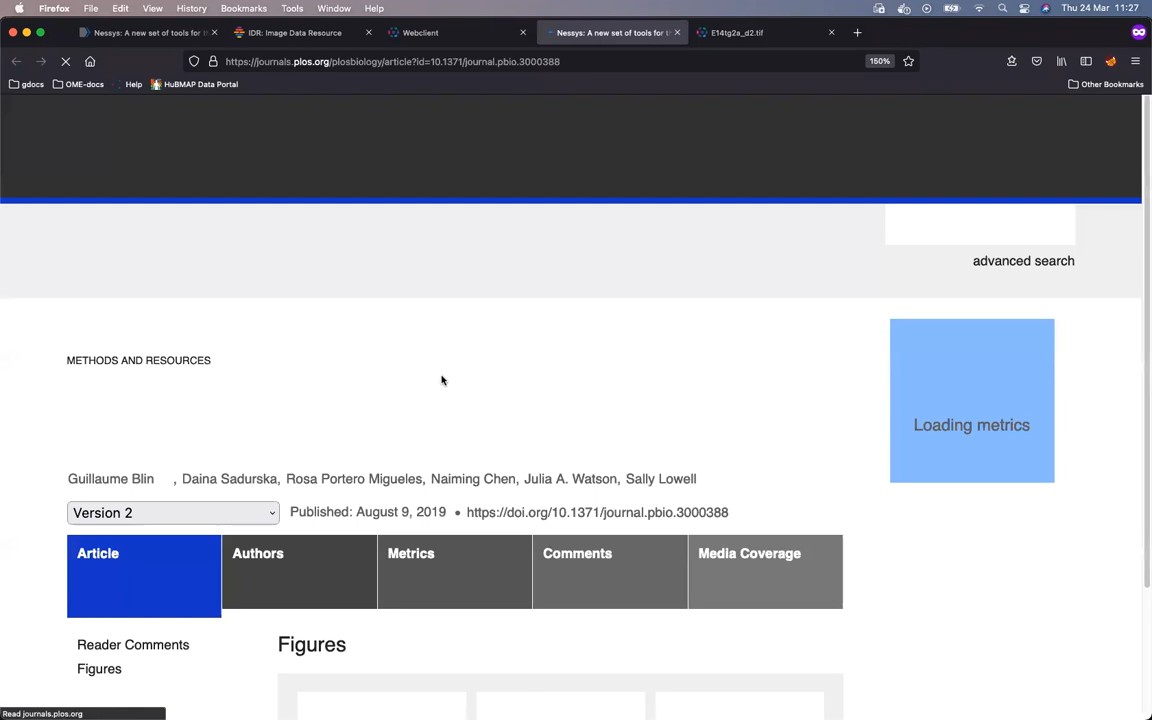 Firefox File Edit View History Bookmarks Tools Window Help Thu 24 Mar 11:27
Nessys: A new set of tools for th IDR: Image Data Resource Webclient Nessys: A new set of tools for th E14tg2a_d2.tif
https://journals.plos.org/plosbiology/article?id=10.1371/journal.pbio.3000388 150%
gdocs OME-docs Help HuBMAP Data Portal Other Bookmarks
advanced search
METHODS AND RESOURCES
Loading metrics
Guillaume Blin , Daina Sadurska, Rosa Portero Migueles, Naiming Chen, Julia A. Watson, Sally Lowell
Version 2 Published: August 9, 2019 • https://doi.org/10.1371/journal.pbio.3000388
Article Authors Metrics Comments Media Coverage
Reader Comments
Figures
Figures
Read journals.plos.org